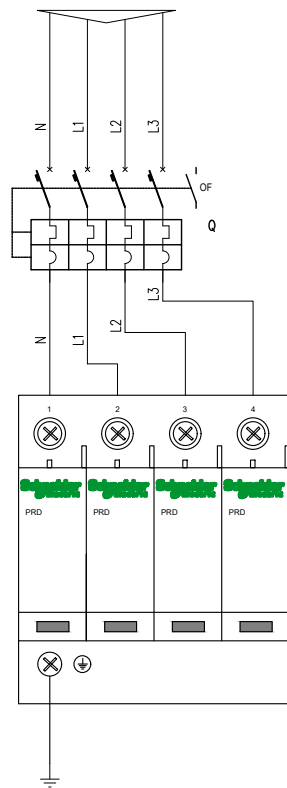 N L1 L2 L3
OF
Q
N L1 L2 L3
1 2 3 4
Schneider Schneider Schneider Schneider
Electric Electric Electric Electric
PRD PRD PRD PRD